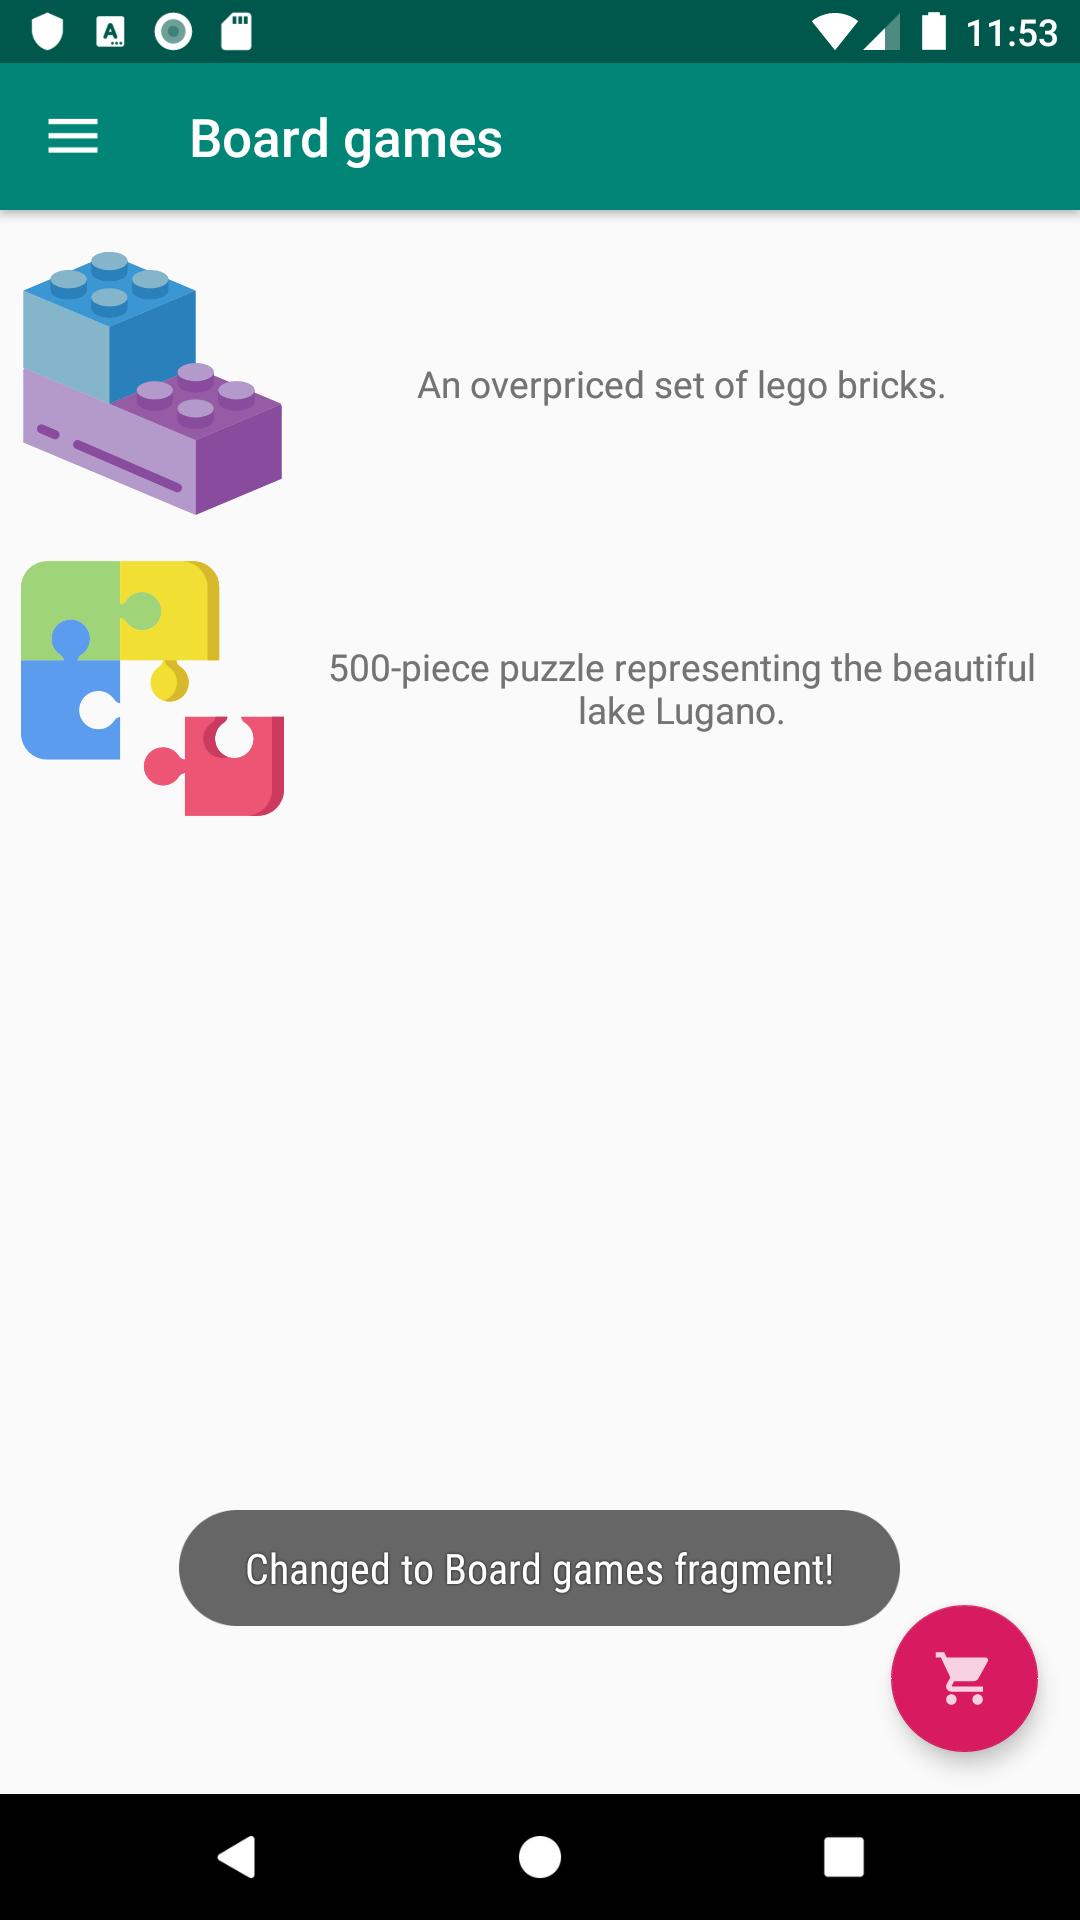 11:53
Board games
An overpriced set of lego bricks.
500-piece puzzle representing the beautiful
lake Lugano.
Changed to Board games fragment!